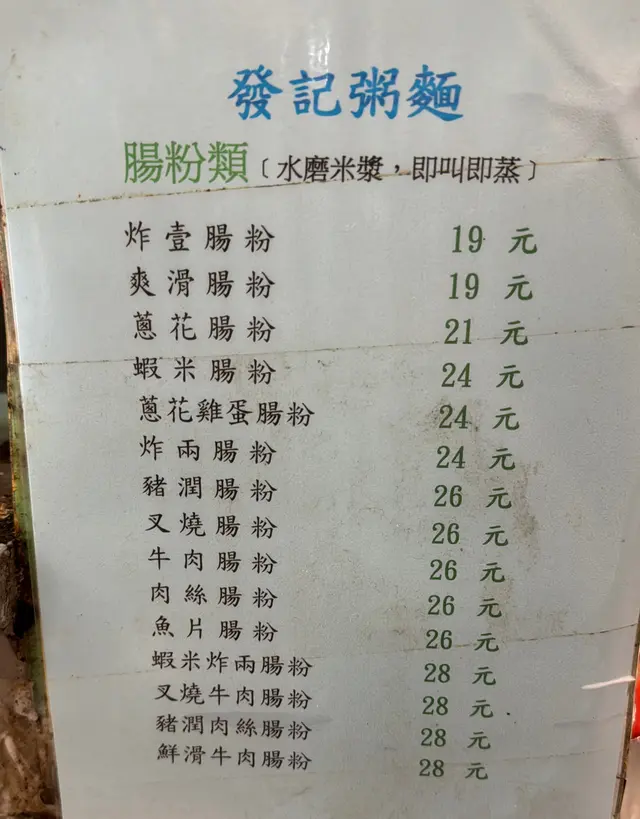 發記粥麵
腸粉類﹝水磨米漿，即叫即蒸﹞
炸壹腸粉 19 元
爽滑腸粉 19 元
蔥花腸粉 21 元
蝦米腸粉 24 元
蔥花雞蛋腸粉 24 元
炸兩腸粉 24 元
豬潤腸粉 26 元
叉燒腸粉 26 元
牛肉腸粉 26 元
肉絲腸粉 26 元
魚片腸粉 26 元
蝦米炸兩腸粉 28 元
叉燒牛肉腸粉 28 元
豬潤肉絲腸粉 28 元
鮮滑牛肉腸粉 28 元